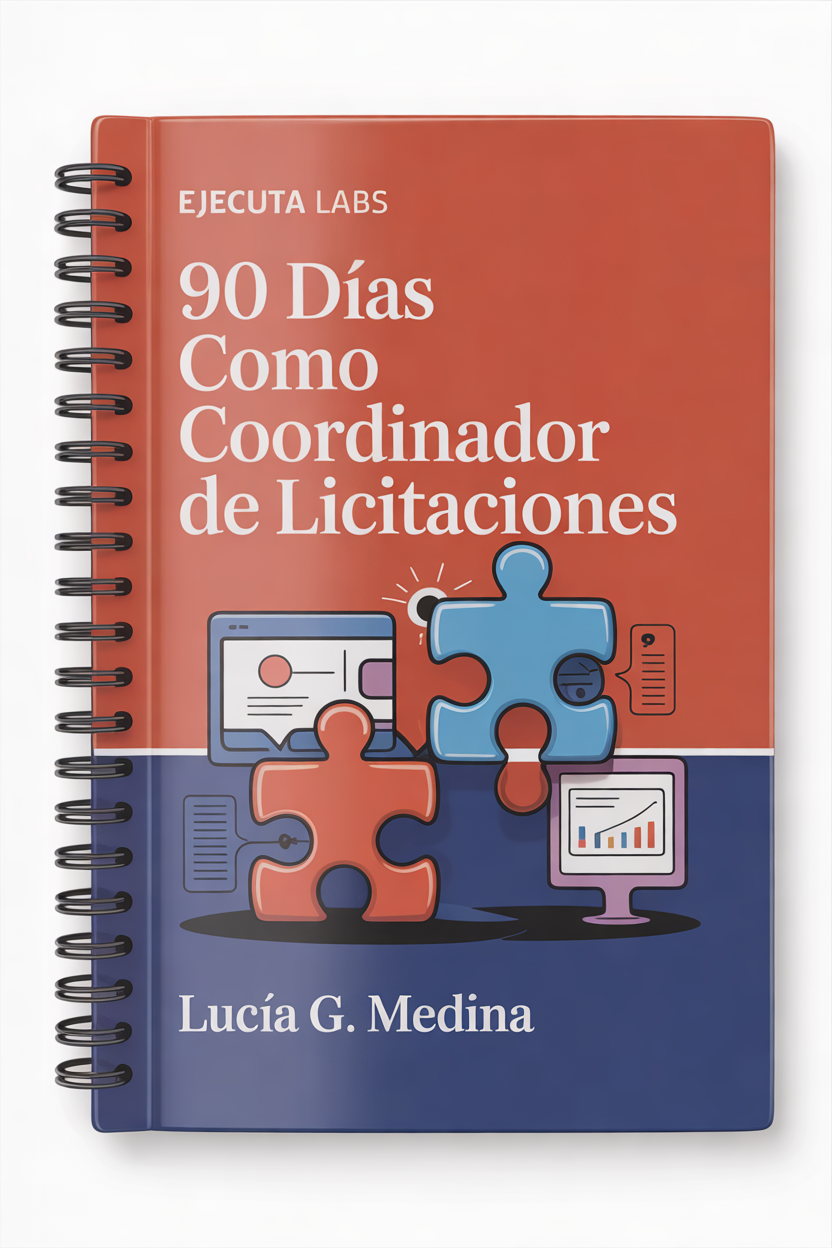 EJECUTA LABS
90 Días
Como
Coordinador
de Licitaciones
Lucía G. Medina